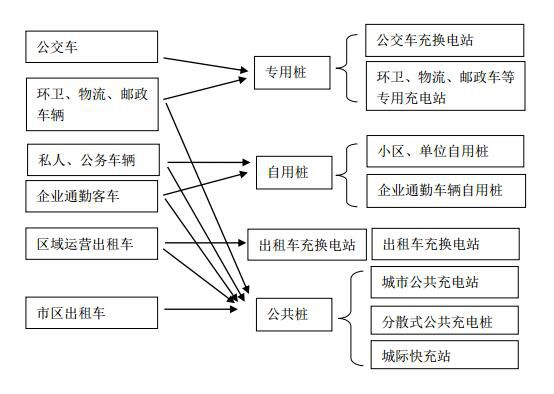 公交车
环卫、物流、邮政
车辆
私人、公务车辆
企业通勤客车
区域运营出租车
市区出租车
专用桩
自用桩
出租车充换电站
公共桩
公交车充换电站
环卫、物流、邮政车等
专用充电站
小区、单位自用桩
企业通勤车辆自用桩
出租车充换电站
城市公共充电站
分散式公共充电桩
城际快充站